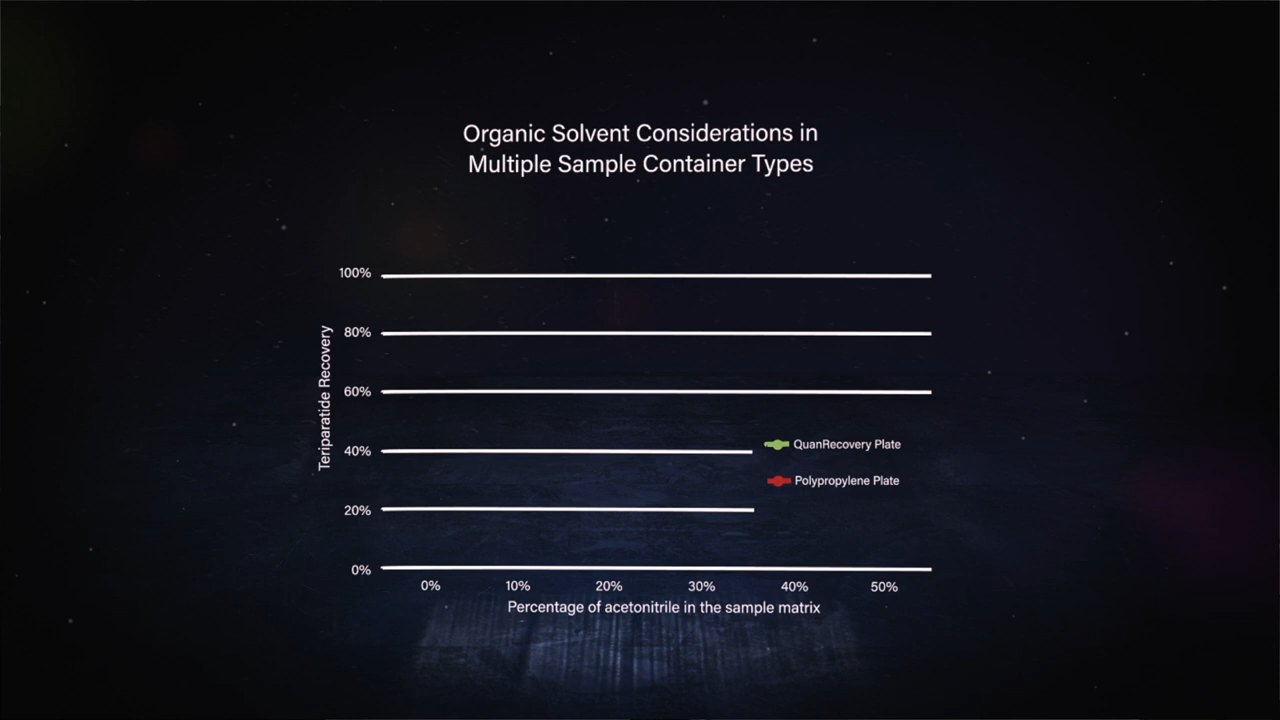 Organic Solvent Considerations in
Multiple Sample Container Types
100%
80%
60%
40%
20%
0%
Teriparatide Recovery
QuanRecovery Plate
Polypropylene Plate
0% 10% 20% 30% 40% 50%
Percentage of acetonitrile in the sample matrix